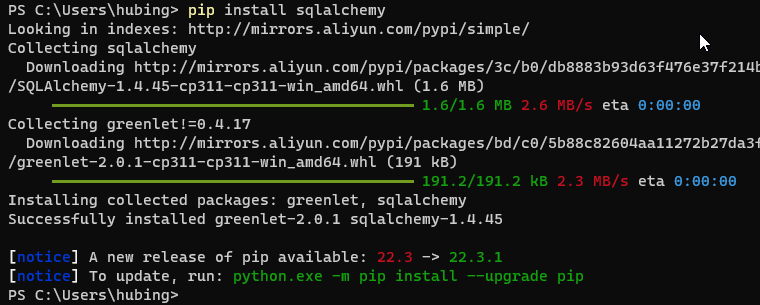 PS C:\Users\hubing> pip install sqlalchemy
Looking in indexes: http://mirrors.aliyun.com/pypi/simple/
Collecting sqlalchemy
  Downloading http://mirrors.aliyun.com/pypi/packages/3c/b0/db8883b93d63f476e37f214b
/SQLAlchemy-1.4.45-cp311-cp311-win_amd64.whl (1.6 MB)
1.6/1.6 MB 2.6 MB/s eta 0:00:00
Collecting greenlet!=0.4.17
  Downloading http://mirrors.aliyun.com/pypi/packages/bd/c0/5b88c82604aa11272b27da3f
/greenlet-2.0.1-cp311-cp311-win_amd64.whl (191 kB)
191.2/191.2 kB 2.3 MB/s eta 0:00:00
Installing collected packages: greenlet, sqlalchemy
Successfully installed greenlet-2.0.1 sqlalchemy-1.4.45
[notice] A new release of pip available: 22.3 -> 22.3.1
[notice] To update, run: python.exe -m pip install --upgrade pip
PS C:\Users\hubing>